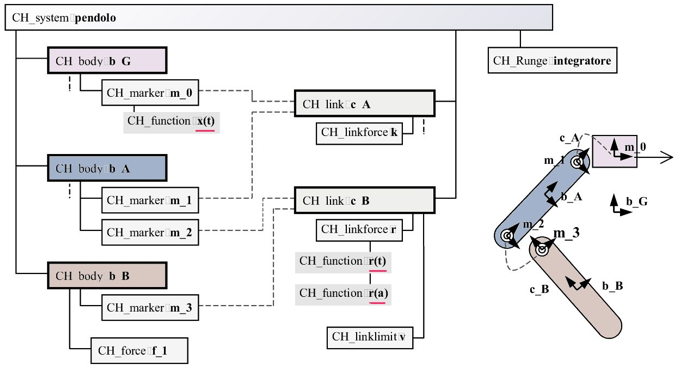 CH_system pendolo
CH_body b_G
CH_marker m_0
CH_function x(t)
CH_body b_A
CH_marker m_1
CH_marker m_2
CH_body b_B
CH_marker m_3
CH_force f_1
CH_link c_A
CH_linkforce k
CH_link c_B
CH_linkforce r
CH_function r(t)
CH_function r(a)
CH_linklimit v
CH_Runge integratore
c_A
m_0
m_1
b_A
b_G
m_2
m_3
c_B
b_B